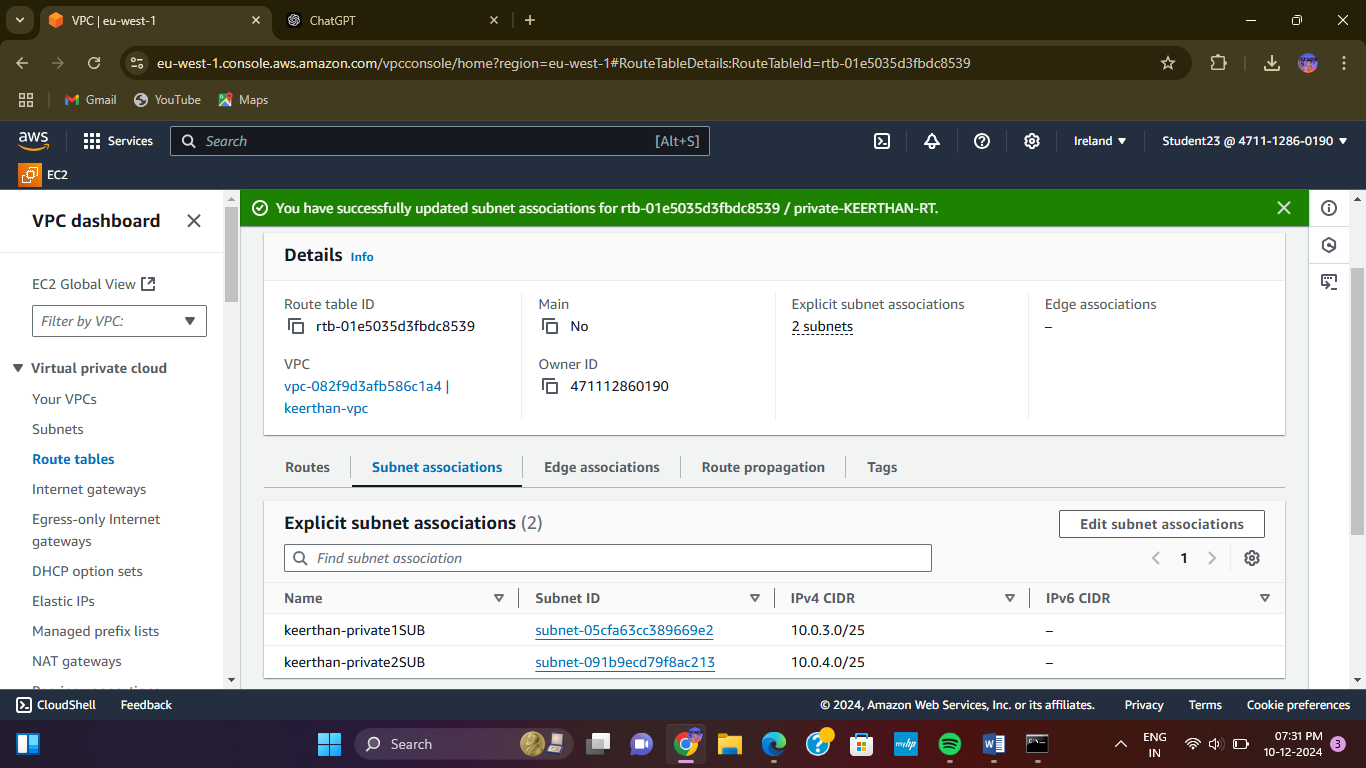 VPC | eu-west-1
ChatGPT
eu-west-1.console.aws.amazon.com/vpcconsole/home?region=eu-west-1#RouteTableDetails:RouteTableId=rtb-01e5035d3fbdc8539
Gmail
YouTube
Maps
aws
Services
Search
[Alt+S]
Ireland
Student23 @ 4711-1286-0190
EC2
VPC dashboard
EC2 Global View
Filter by VPC:
Virtual private cloud
Your VPCs
Subnets
Route tables
Internet gateways
Egress-only Internet
gateways
DHCP option sets
Elastic IPs
Managed prefix lists
NAT gateways
You have successfully updated subnet associations for rtb-01e5035d3fbdc8539 / private-KEERTHAN-RT.
Details Info
Route table ID
rtb-01e5035d3fbdc8539
Main
No
Explicit subnet associations
2 subnets
Edge associations
–
VPC
vpc-082f9d3afb586c1a4 |
keerthan-vpc
Owner ID
471112860190
Routes
Subnet associations
Edge associations
Route propagation
Tags
Explicit subnet associations (2)
Edit subnet associations
Find subnet association
1
Name Subnet ID IPv4 CIDR IPv6 CIDR
keerthan-private1SUB subnet-05cfa63cc389669e2 10.0.3.0/25 –
keerthan-private2SUB subnet-091b9ecd79f8ac213 10.0.4.0/25 –
CloudShell
Feedback
© 2024, Amazon Web Services, Inc. or its affiliates.
Privacy
Terms
Cookie preferences
Search
myhp
ENG
IN
07:31 PM
10-12-2024
3